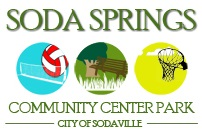 SODA SPRINGS
COMMUNITY CENTER PARK
CITY OF SODAVILLE